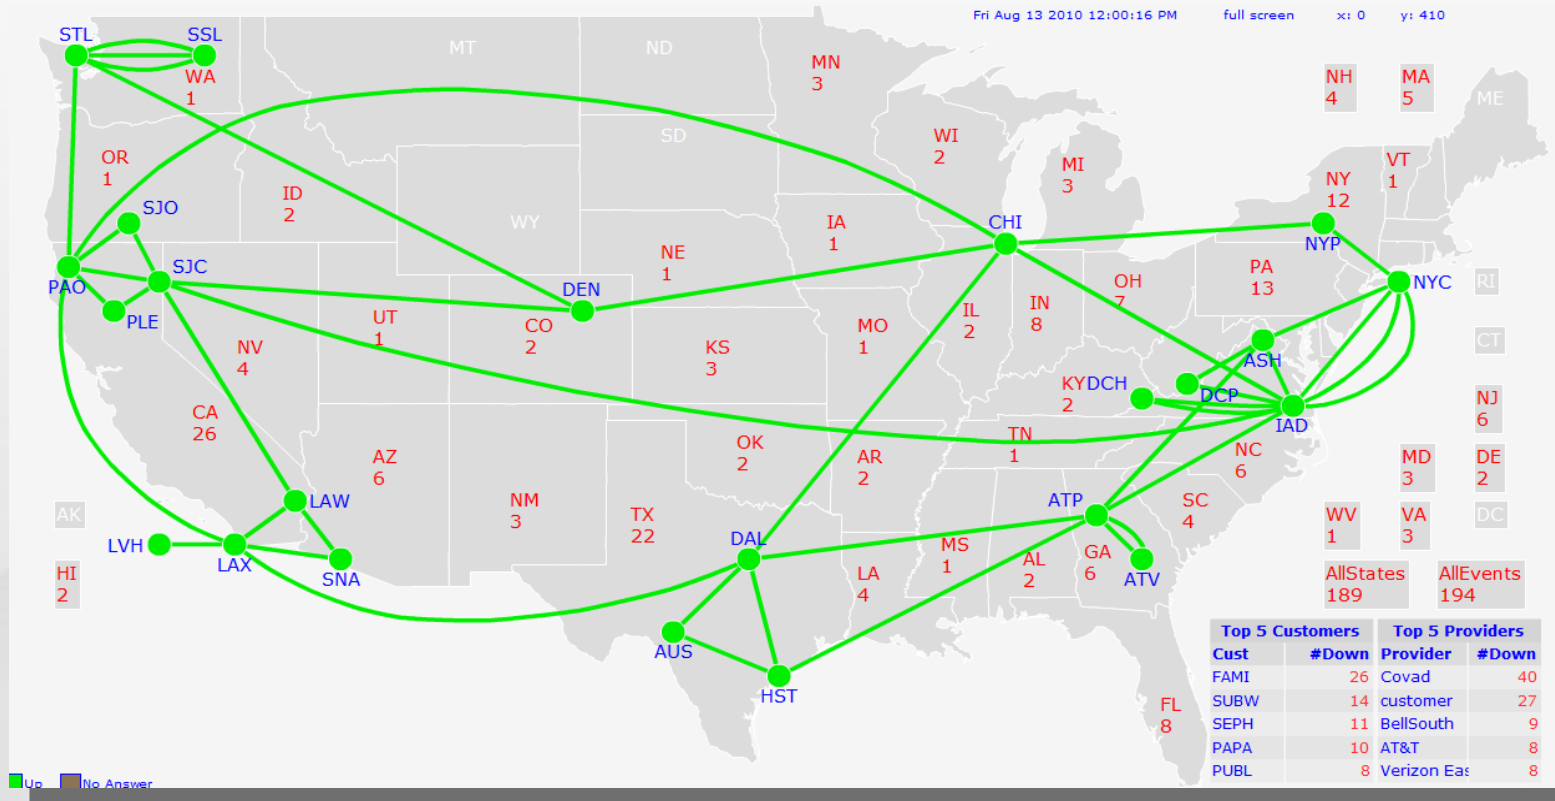 Fri Aug 13 2010 12:00:16 PM full screen x: 0 y: 410
STL
SSL
WA
1
MT
ND
MN
3
NH
4
MA
5
ME
SD
WI
2
MI
3
OR
1
ID
2
VT
1
NY
12
SJO
WY
IA
1
CHI
NYP
NE
1
PA
13
OH
7
SJC
PAO
PLE
DEN
NYC
RI
UT
1
CO
2
KS
3
MO
1
IL
2
IN
8
NV
4
CT
ASH
KY
2
DCH
DCP
IAD
NJ
6
CA
26
AZ
6
OK
2
AR
2
TN
1
NC
6
MD
3
DE
2
NM
3
TX
22
LAW
AK
ATP
SC
4
WV
1
VA
3
DC
LVH
LAX
SNA
DAL
MS
1
AL
2
GA
6
ATV
LA
4
HI
2
AllStates
189
AllEvents
194
AUS
HST
FL
8
Top 5 Customers Top 5 Providers
Cust #Down Provider #Down
FAMI 26 Covad 40
SUBW 14 customer 27
SEPH 11 BellSouth 9
PAPA 10 AT&T 8
PUBL 8 Verizon Eas 8
Up No Answer